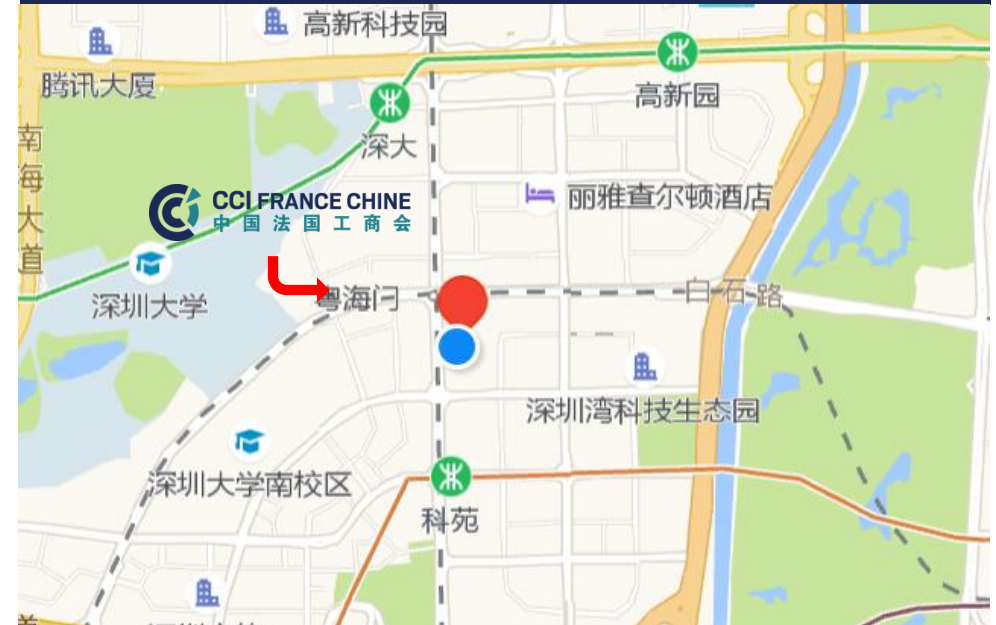 高新科技园
腾讯大厦
高新园
深大
南海大道
丽雅查尔顿酒店
CCI FRANCE CHINE
中国法国工商会
深圳大学
粤海门
白石路
深圳湾科技生态园
深圳大学南校区
科苑